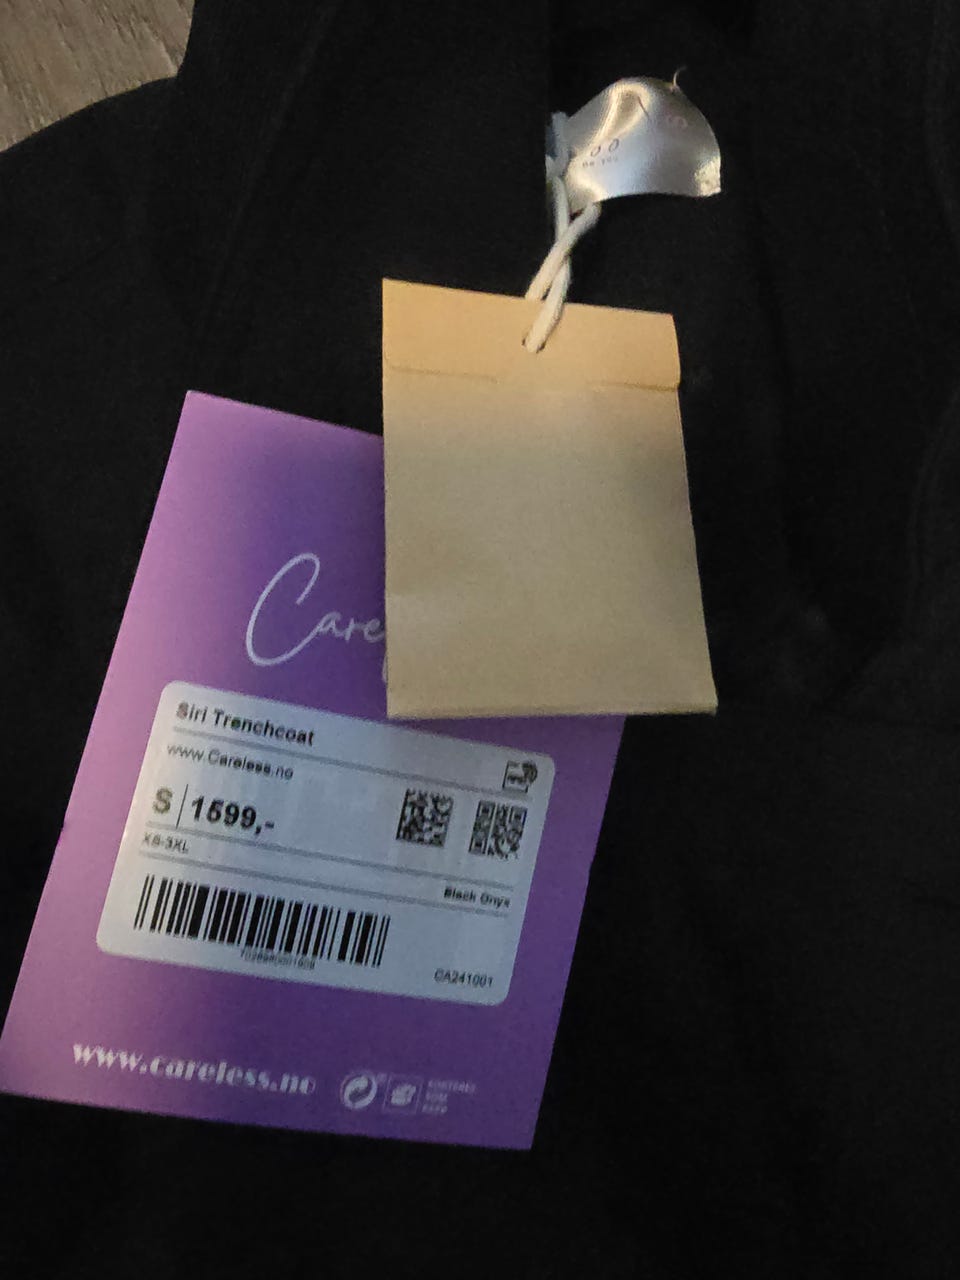 Care
Siri Trenchcoat
www.Careless.no
S 1599,-
XS-3XL
Black Onyx
CA241001
www.careless.no